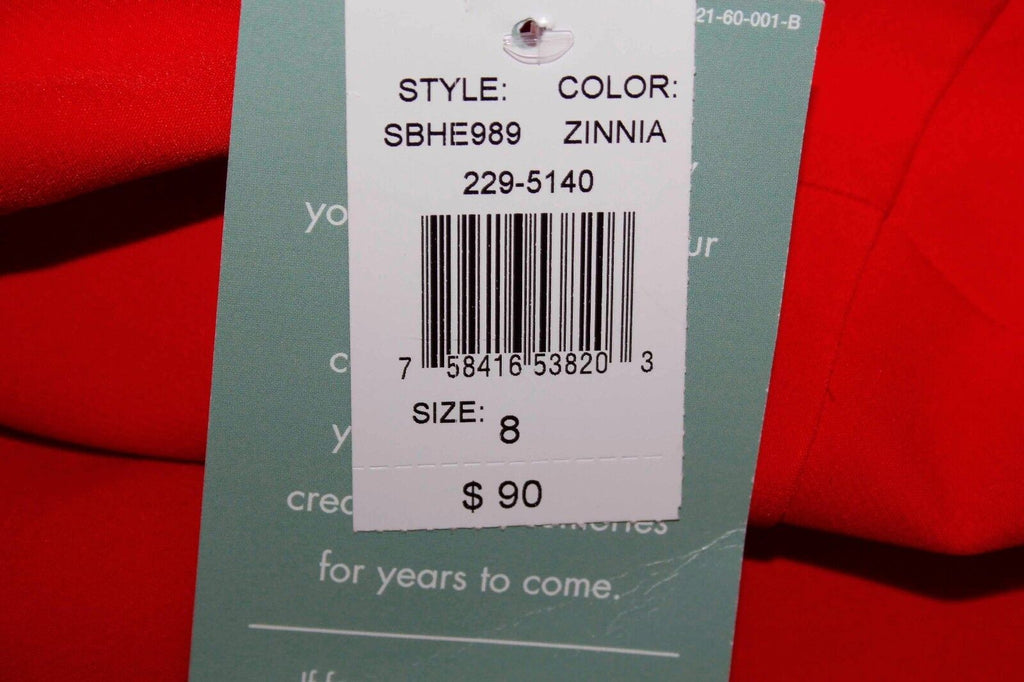 21-60-001-B
STYLE: COLOR:
SBHE989 ZINNIA
229-5140
7 58416 53820 3
SIZE: 8
$ 90
for years to come.